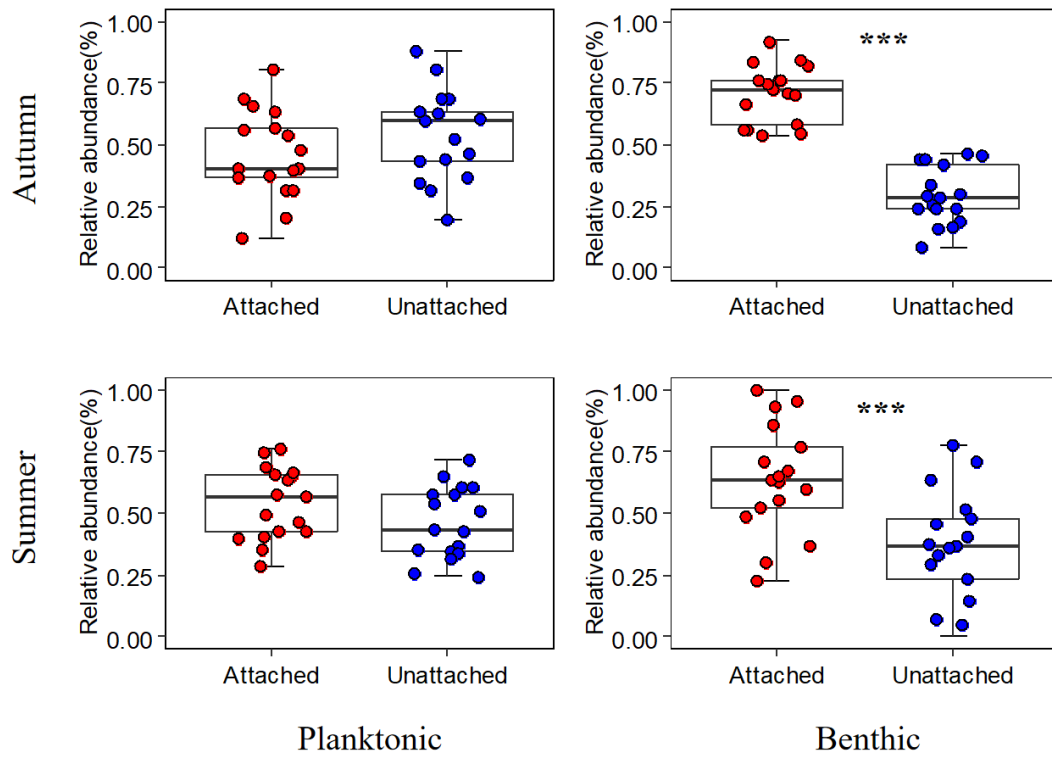 Autumn
Relative abundance(%)
1.00
0.75
0.50
0.25
0.00
Attached
Unattached
Relative abundance(%)
1.00
0.75
0.50
0.25
0.00
***
Attached
Unattached
Summer
Relative abundance(%)
1.00
0.75
0.50
0.25
0.00
Attached
Unattached
Relative abundance(%)
1.00
0.75
0.50
0.25
0.00
***
Attached
Unattached
Planktonic
Benthic